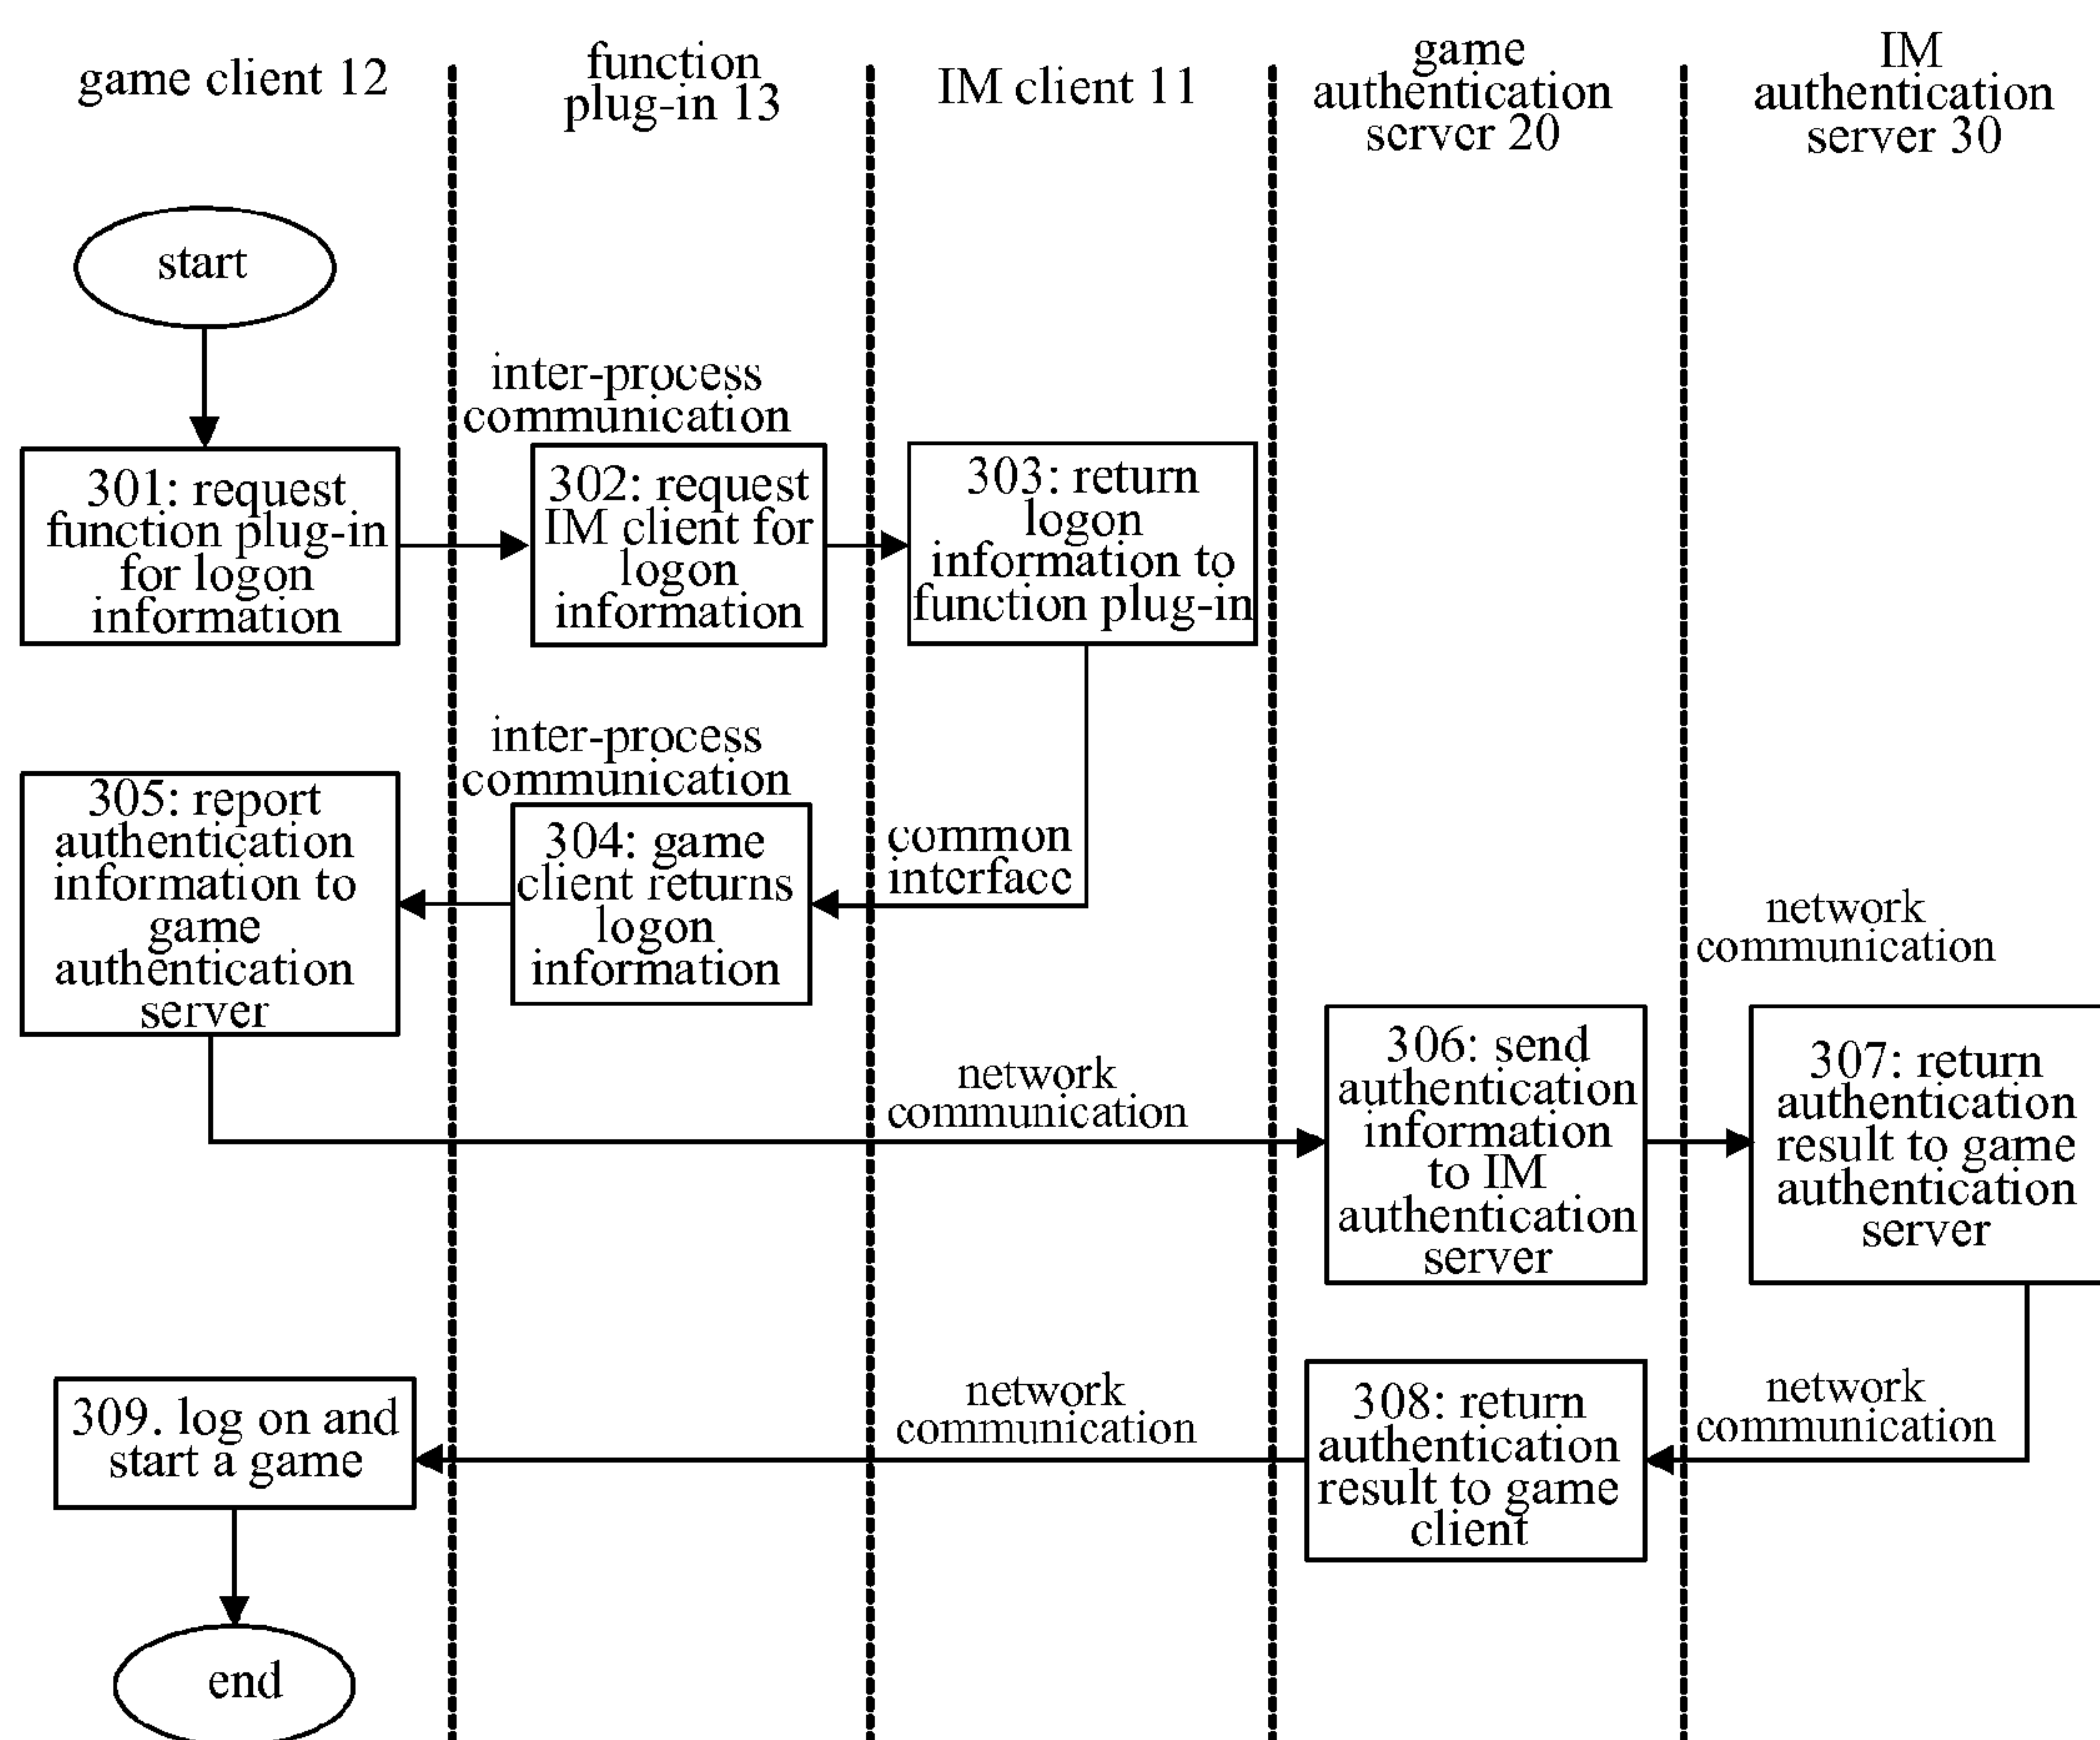 game client 12
function
plug-in 13
IM client 11
game
authentication
server 20
IM
authentication
server 30
start
inter-process
communication
301: request
function plug-in
for logon
information
302: request
IM client for
logon
information
303: return
logon
information to
function plug-in
inter-process
communication
305: report
authentication
information to
game
authentication
server
304: game
client returns
logon
information
common
interface
network
communication
network
communication
306: send
authentication
information
to IM
authentication
server
307: return
authentication
result to game
authentication
server
309. log on and
start a game
network
communication
308: return
authentication
result to game
client
network
communication
end